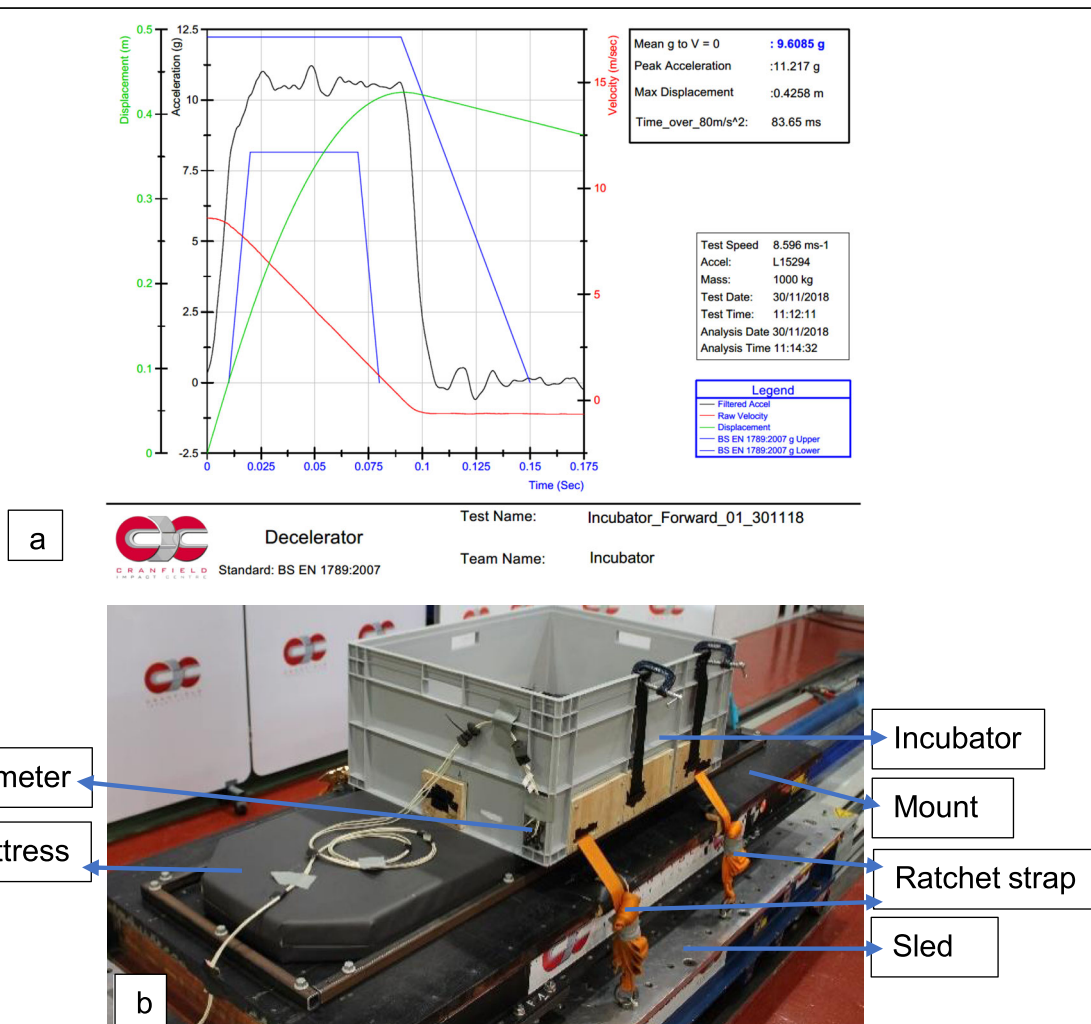 0.5
0.4
0.3
0.2
0.1
0
Displacement (m)
12.5
10
7.5
5
2.5
0
-2.5
Acceleration (g)
15
10
5
0
Velocity (m/sec)
0 0.025 0.05 0.075 0.1 0.125 0.15 0.175
Time (Sec)
Mean g to V = 0 : 9.6085 g
Peak Acceleration :11.217 g
Max Displacement :0.4258 m
Time_over_80m/s^2: 83.65 ms
Test Speed 8.596 ms-1
Accel: L15294
Mass: 1000 kg
Test Date: 30/11/2018
Test Time: 11:12:11
Analysis Date 30/11/2018
Analysis Time 11:14:32
Legend
Filtered Accel
Raw Velocity
Displacement
BS EN 1789:2007 g Upper
BS EN 1789:2007 g Lower
a
CRANFIELD
IMPACT CENTRE
Decelerator
Standard: BS EN 1789:2007
Test Name: Incubator_Forward_01_301118
Team Name: Incubator
meter
ttress
Incubator
Mount
Ratchet strap
Sled
b